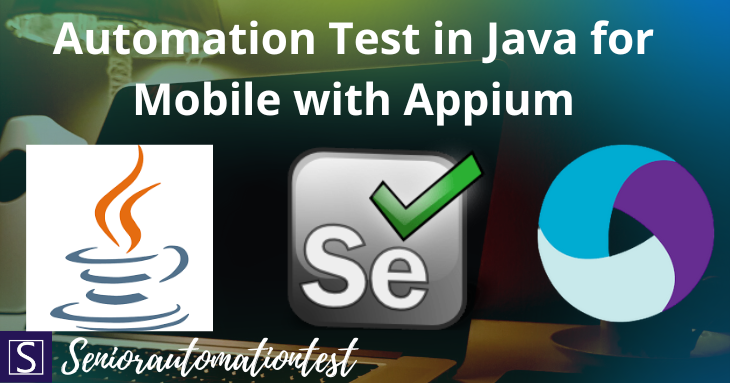 Automation Test in Java for
Mobile with Appium
Se
S
Seniorautomationtest